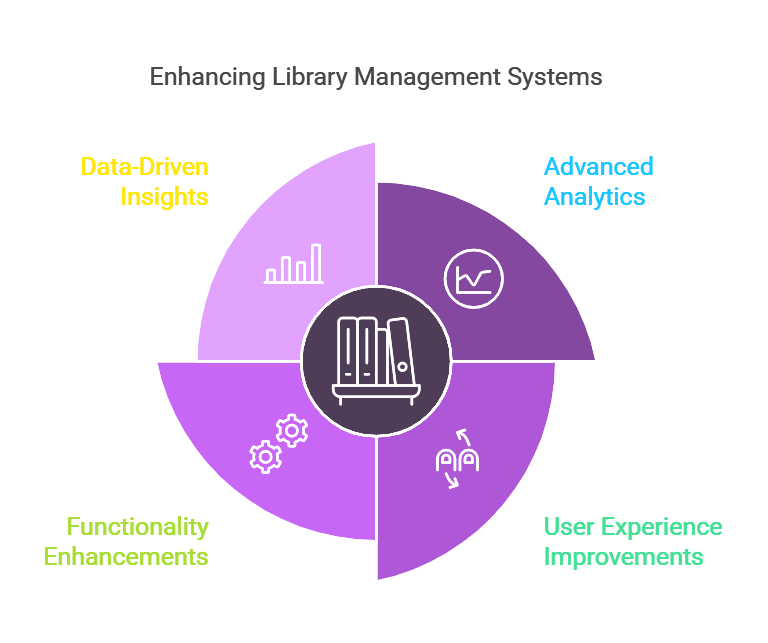 Enhancing Library Management Systems
Data-Driven
Insights
Advanced
Analytics
Functionality
Enhancements
User Experience
Improvements